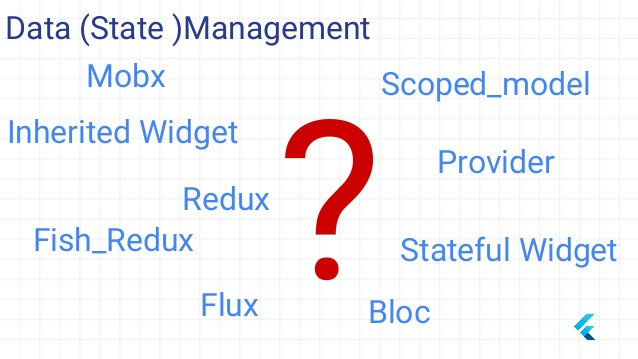 Data (State )Management
Mobx
Scoped_model
Inherited Widget
?
Provider
Redux
Fish_Redux
Stateful Widget
Flux
Bloc